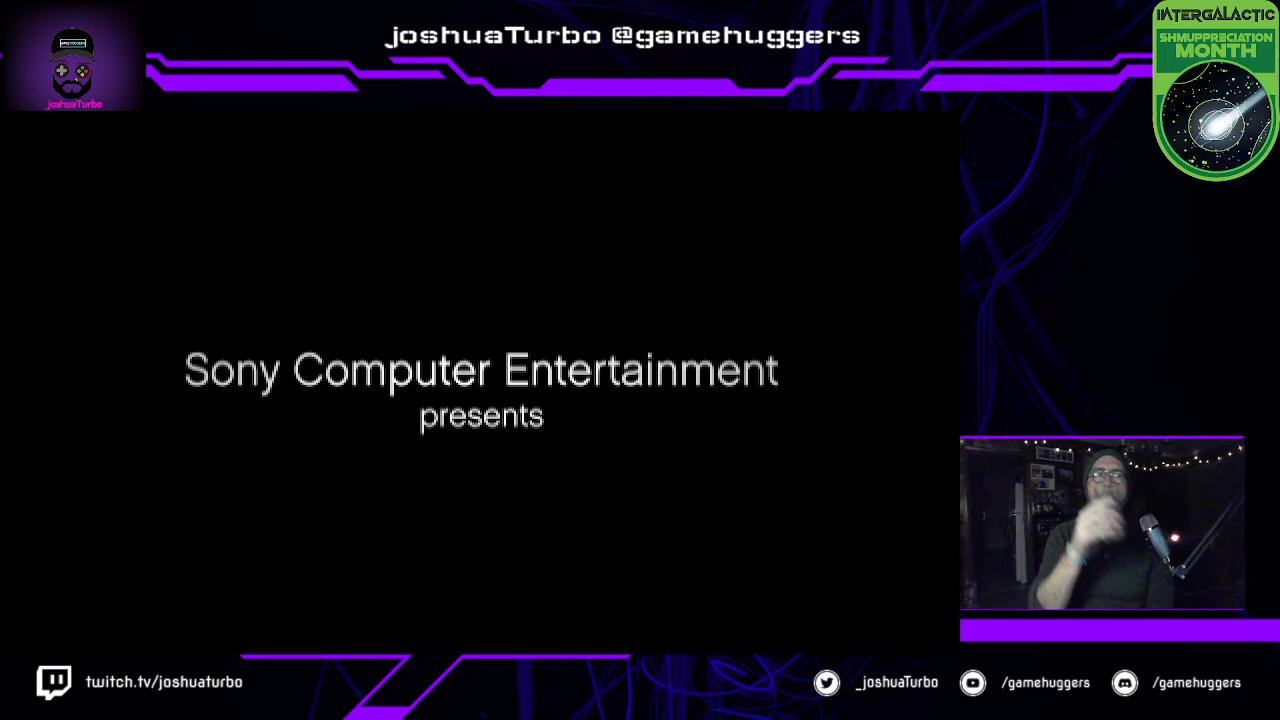 joshuaTurbo @gamehuggers
INTERGALACTIC
SHMUPPRECIATION
MONTH
joshuaTurbo
Sony Computer Entertainment
presents
twitch.tv/joshuaturbo
_joshuaTurbo
/gamehuggers
/gamehuggers